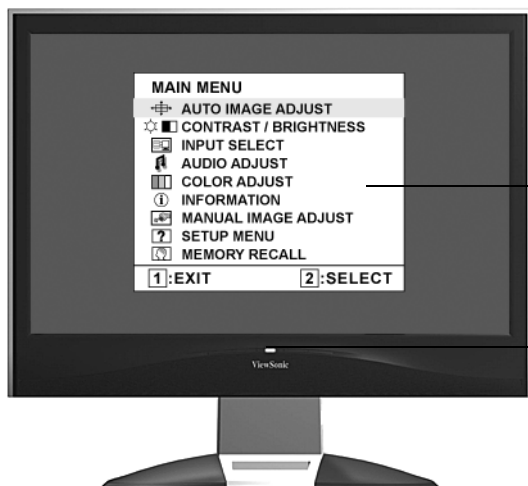 MAIN MENU
AUTO IMAGE ADJUST
CONTRAST / BRIGHTNESS
INPUT SELECT
AUDIO ADJUST
COLOR ADJUST
INFORMATION
MANUAL IMAGE ADJUST
? SETUP MENU
MEMORY RECALL
1:EXIT 2:SELECT
ViewSonic